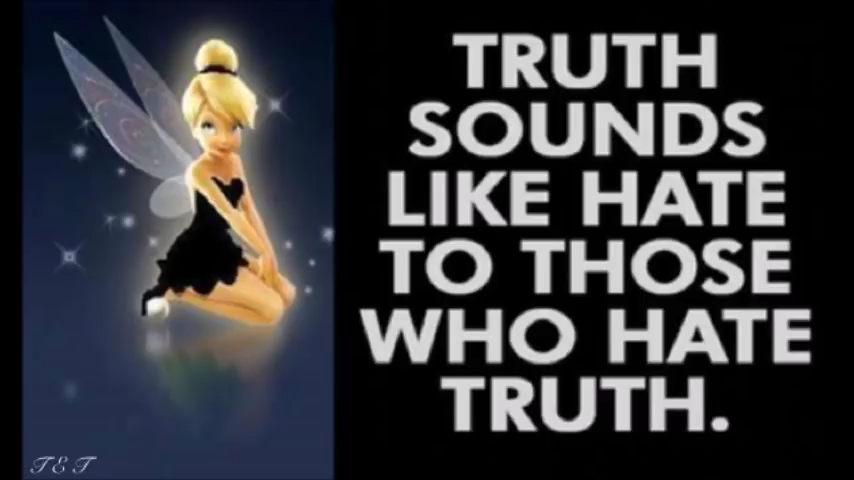 TRUTH
SOUNDS
LIKE HATE
TO THOSE
WHO HATE
TRUTH.
T&T